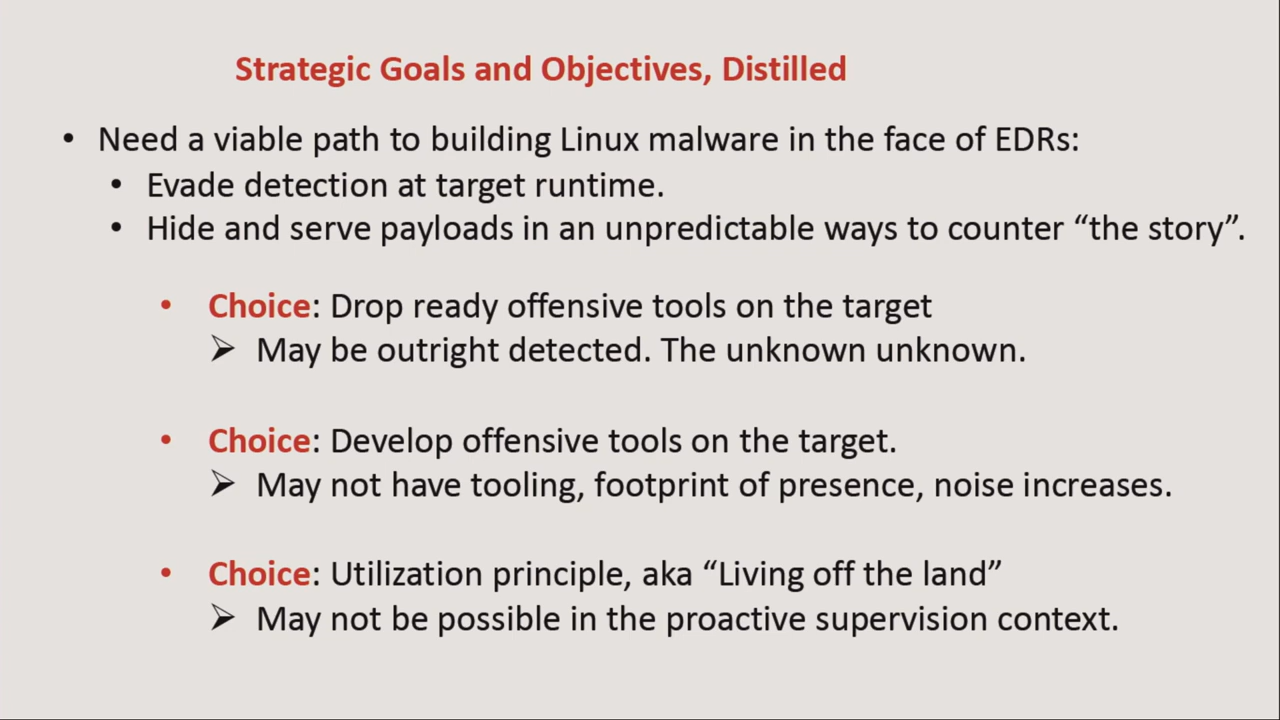 Strategic Goals and Objectives, Distilled
• Need a viable path to building Linux malware in the face of EDRs:
• Evade detection at target runtime.
• Hide and serve payloads in an unpredictable ways to counter “the story”.
• Choice: Drop ready offensive tools on the target
➢ May be outright detected. The unknown unknown.
• Choice: Develop offensive tools on the target.
➢ May not have tooling, footprint of presence, noise increases.
• Choice: Utilization principle, aka “Living off the land”
➢ May not be possible in the proactive supervision context.